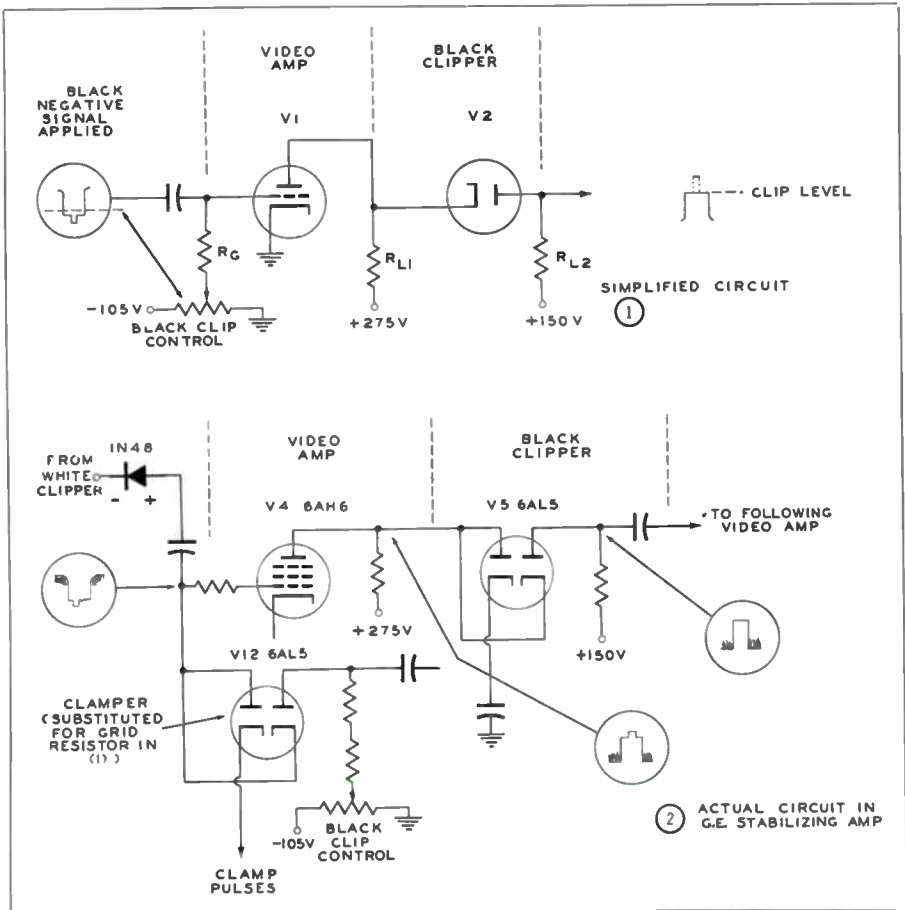 VIDEO
AMP
BLACK
CLIPPER
BLACK
NEGATIVE
SIGNAL
APPLIED
V1
V2
CLIP LEVEL
RG
RL1
RL2
SIMPLIFIED CIRCUIT
1
-105V
BLACK CLIP
CONTROL
+275V
+150V
VIDEO
AMP
BLACK
CLIPPER
FROM
WHITE
CLIPPER
IN48
- +
V4 6AH6
V5 6AL5
TO FOLLOWING
VIDEO AMP
+275V
+150V
V12 6AL5
CLAMPER
(SUBSTITUTED
FOR GRID
RESISTOR IN
(1))
-105V
BLACK
CLIP
CONTROL
CLAMP
PULSES
2
ACTUAL CIRCUIT IN
G.E. STABILIZING AMP